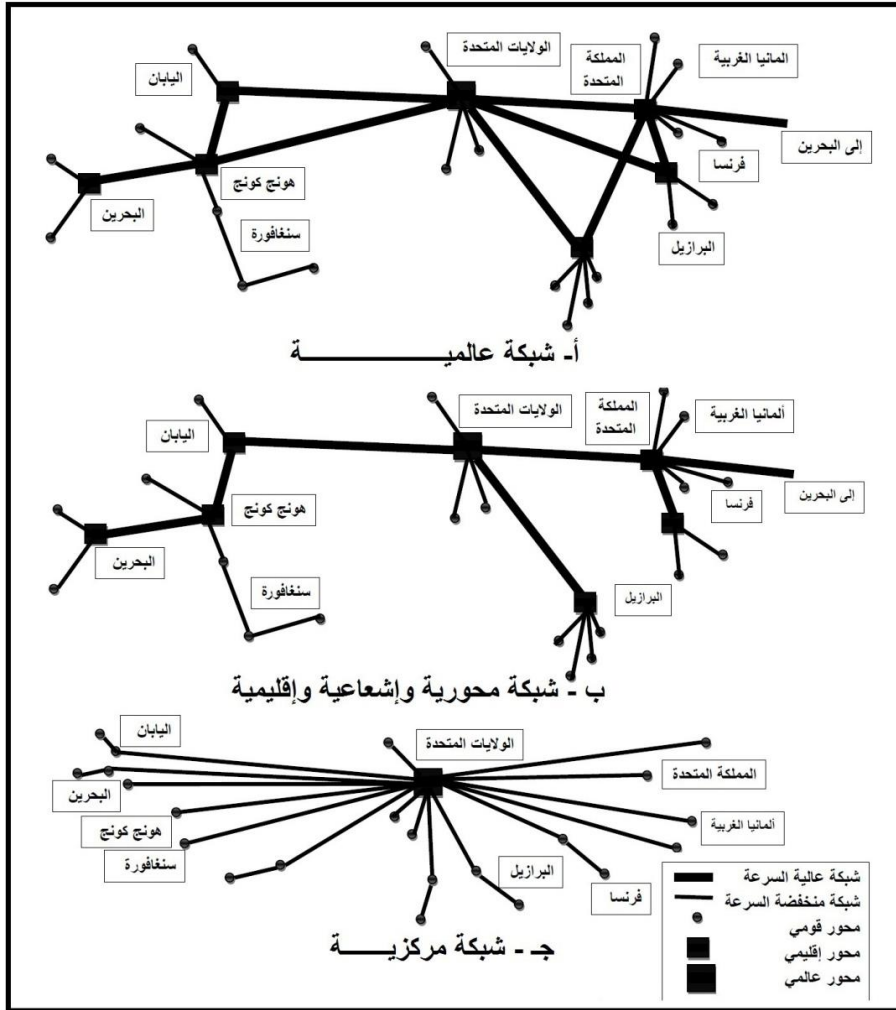 الولايات المتحدة
المملكة
المتحدة
المانيا الغربية
اليابان
إلى البحرين
فرنسا
هونج كونج
البحرين
سنغافورة
البرازيل
أ- شبكة عالميـــــــــــــــــة
الولايات المتحدة
المملكة
المتحدة
ألمانيا الغربية
اليابان
إلى البحرين
فرنسا
هونج كونج
البحرين
سنغافورة
البرازيل
ب - شبكة محورية وإشعاعية وإقليمية
اليابان
الولايات المتحدة
المملكة المتحدة
البحرين
هونج كونج
ألمانيا الغربية
سنغافورة
البرازيل
فرنسا
جـ - شبكة مركزيــــــة
شبكة عالية السرعة
شبكة منخفضة السرعة
محور قومي
محور إقليمي
محور عالمي